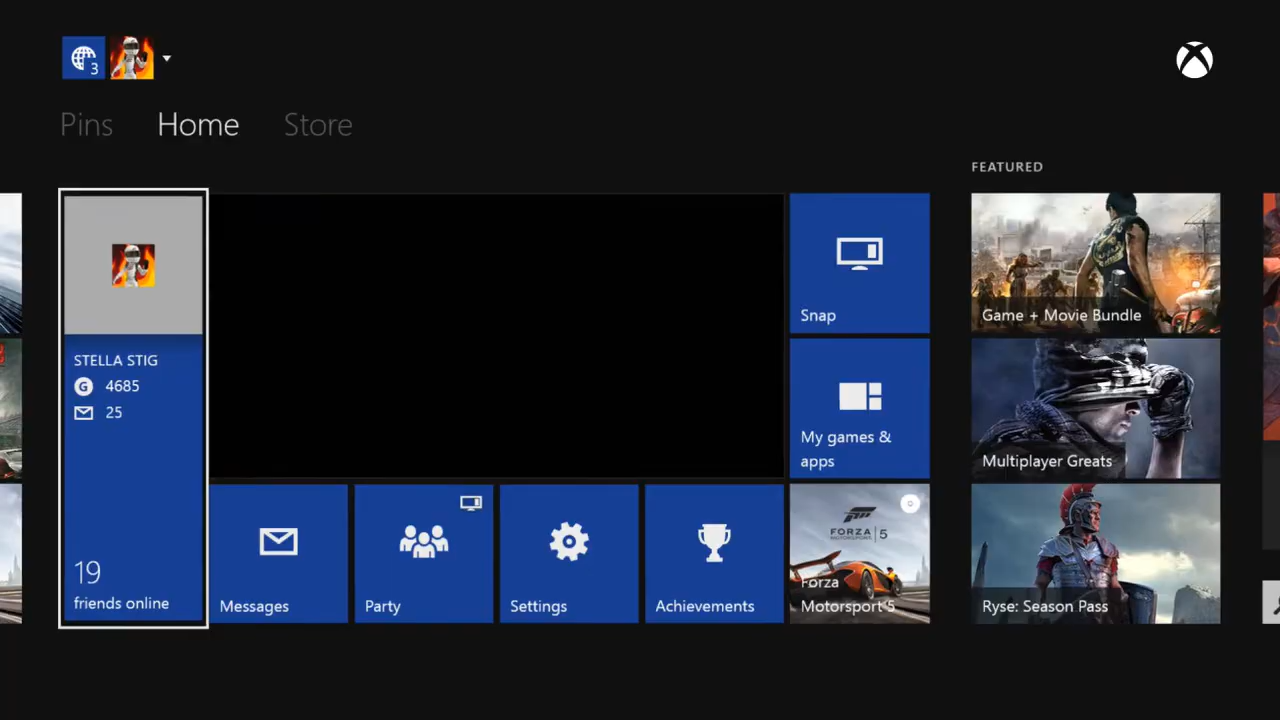 3
Pins
Home
Store
FEATURED
STELLA STIG
G 4685
25
19
friends online
Messages
Party
Settings
Achievements
Snap
My games &
apps
FORZA
MOTORSPORT 5
Forza
Motorsport 5
Game + Movie Bundle
Multiplayer Greats
Ryse: Season Pass